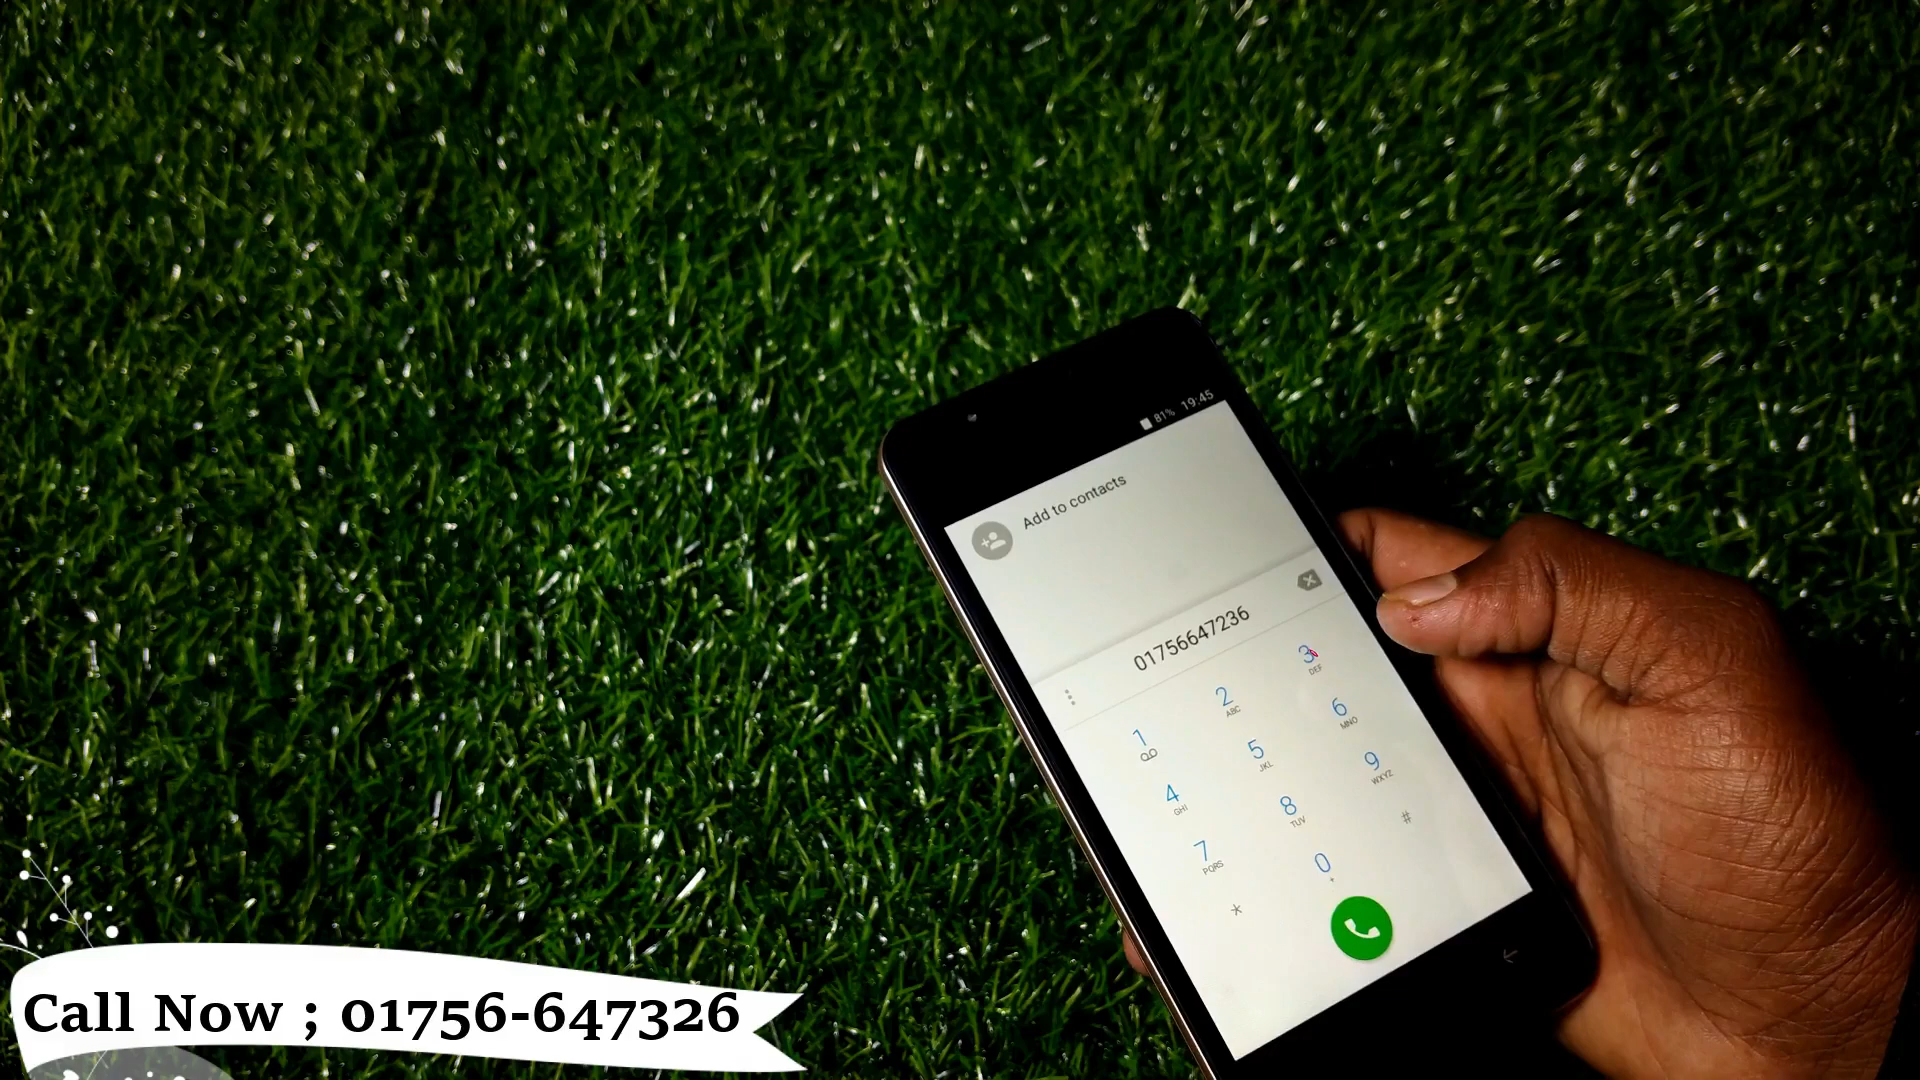 81% 19:45
Add to contacts
01756647236
1 2 ABC 3 DEF
4 GHI 5 JKL 6 MNO
7 PQRS 8 TUV 9 WXYZ
* 0 + #
Call Now ; 01756-647326